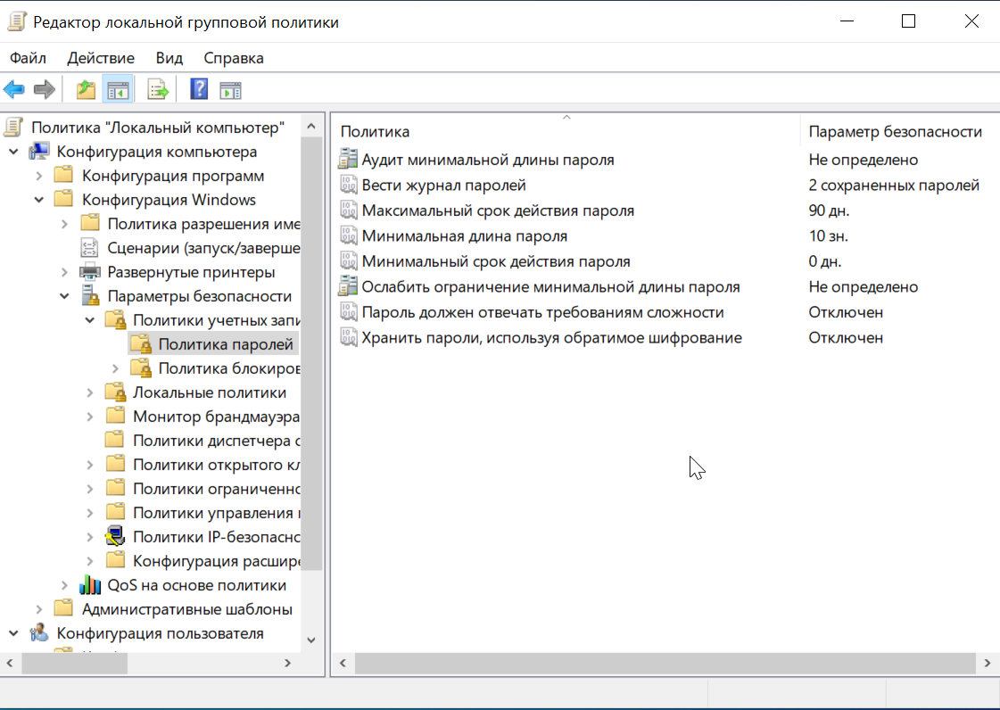 Редактор локальной групповой политики
Файл Действие Вид Справка
Политика "Локальный компьютер"
Конфигурация компьютера
Конфигурация программ
Конфигурация Windows
Политика разрешения име
Сценарии (запуск/заверше
Развернутые принтеры
Параметры безопасности
Политики учетных запи
Политика паролей
Политика блокиров
Локальные политики
Монитор брандмауэра
Политики диспетчера с
Политики открытого кл
Политики ограниченно
Политики управления
Политики IP-безопасно
Конфигурация расшире
QoS на основе политики
Административные шаблоны
Конфигурация пользователя
Политика Параметр безопасности
Аудит минимальной длины пароля Не определено
Вести журнал паролей 2 сохраненных паролей
Максимальный срок действия пароля 90 дн.
Минимальная длина пароля 10 зн.
Минимальный срок действия пароля 0 дн.
Ослабить ограничение минимальной длины пароля Не определено
Пароль должен отвечать требованиям сложности Отключен
Хранить пароли, используя обратимое шифрование Отключен